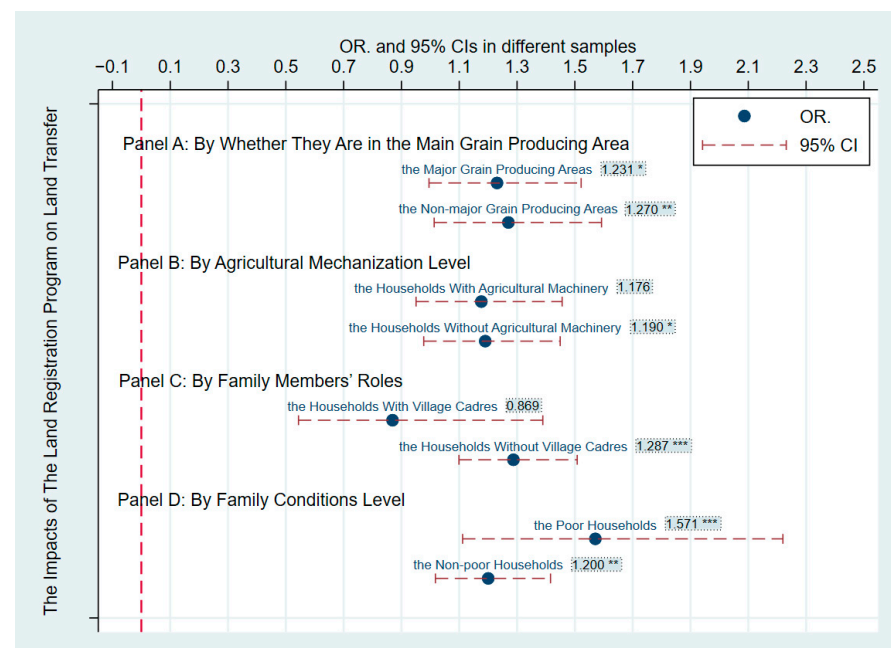 OR. and 95% CIs in different samples
−0.1 0.1 0.3 0.5 0.7 0.9 1.1 1.3 1.5 1.7 1.9 2.1 2.3 2.5
The Impacts of The Land Registration Program on Land Transfer
OR.
95% CI
Panel A: By Whether They Are in the Main Grain Producing Area
the Major Grain Producing Areas 1.231 *
the Non-major Grain Producing Areas 1.270 **
Panel B: By Agricultural Mechanization Level
the Households With Agricultural Machinery 1.176
the Households Without Agricultural Machinery 1.190 *
Panel C: By Family Members' Roles
the Households With Village Cadres 0.869
the Households Without Village Cadres 1.287 ***
Panel D: By Family Conditions Level
the Poor Households 1.571 ***
the Non-poor Households 1.200 **